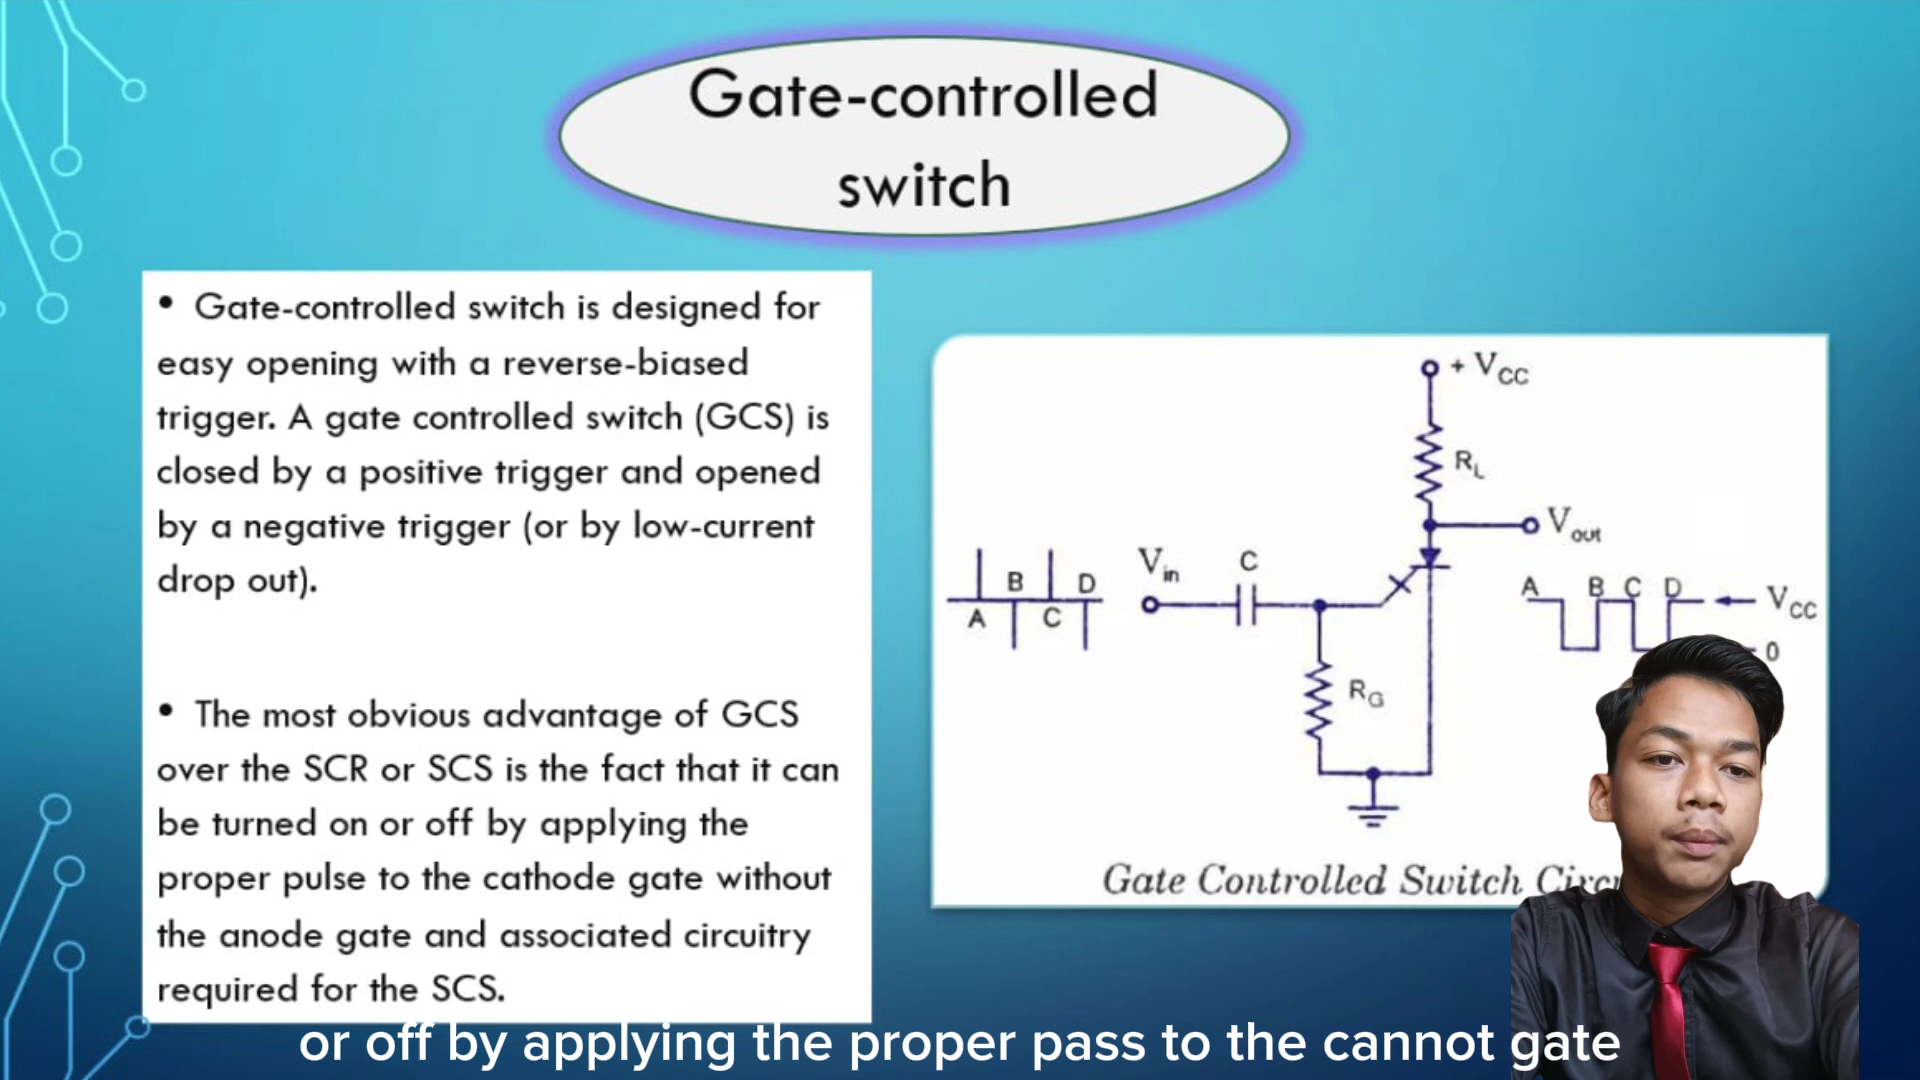 Gate-controlled
switch
• Gate-controlled switch is designed for
easy opening with a reverse-biased
trigger. A gate controlled switch (GCS) is
closed by a positive trigger and opened
by a negative trigger (or by low-current
drop out).
• The most obvious advantage of GCS
over the SCR or SCS is the fact that it can
be turned on or off by applying the
proper pulse to the cathode gate without
the anode gate and associated circuitry
required for the SCS.
+ VCC
RL
Vout
Vin
C
B D
A C
A B C D
VCC
0
RG
Gate Controlled Switch
or off by applying the proper pass to the cannot gate